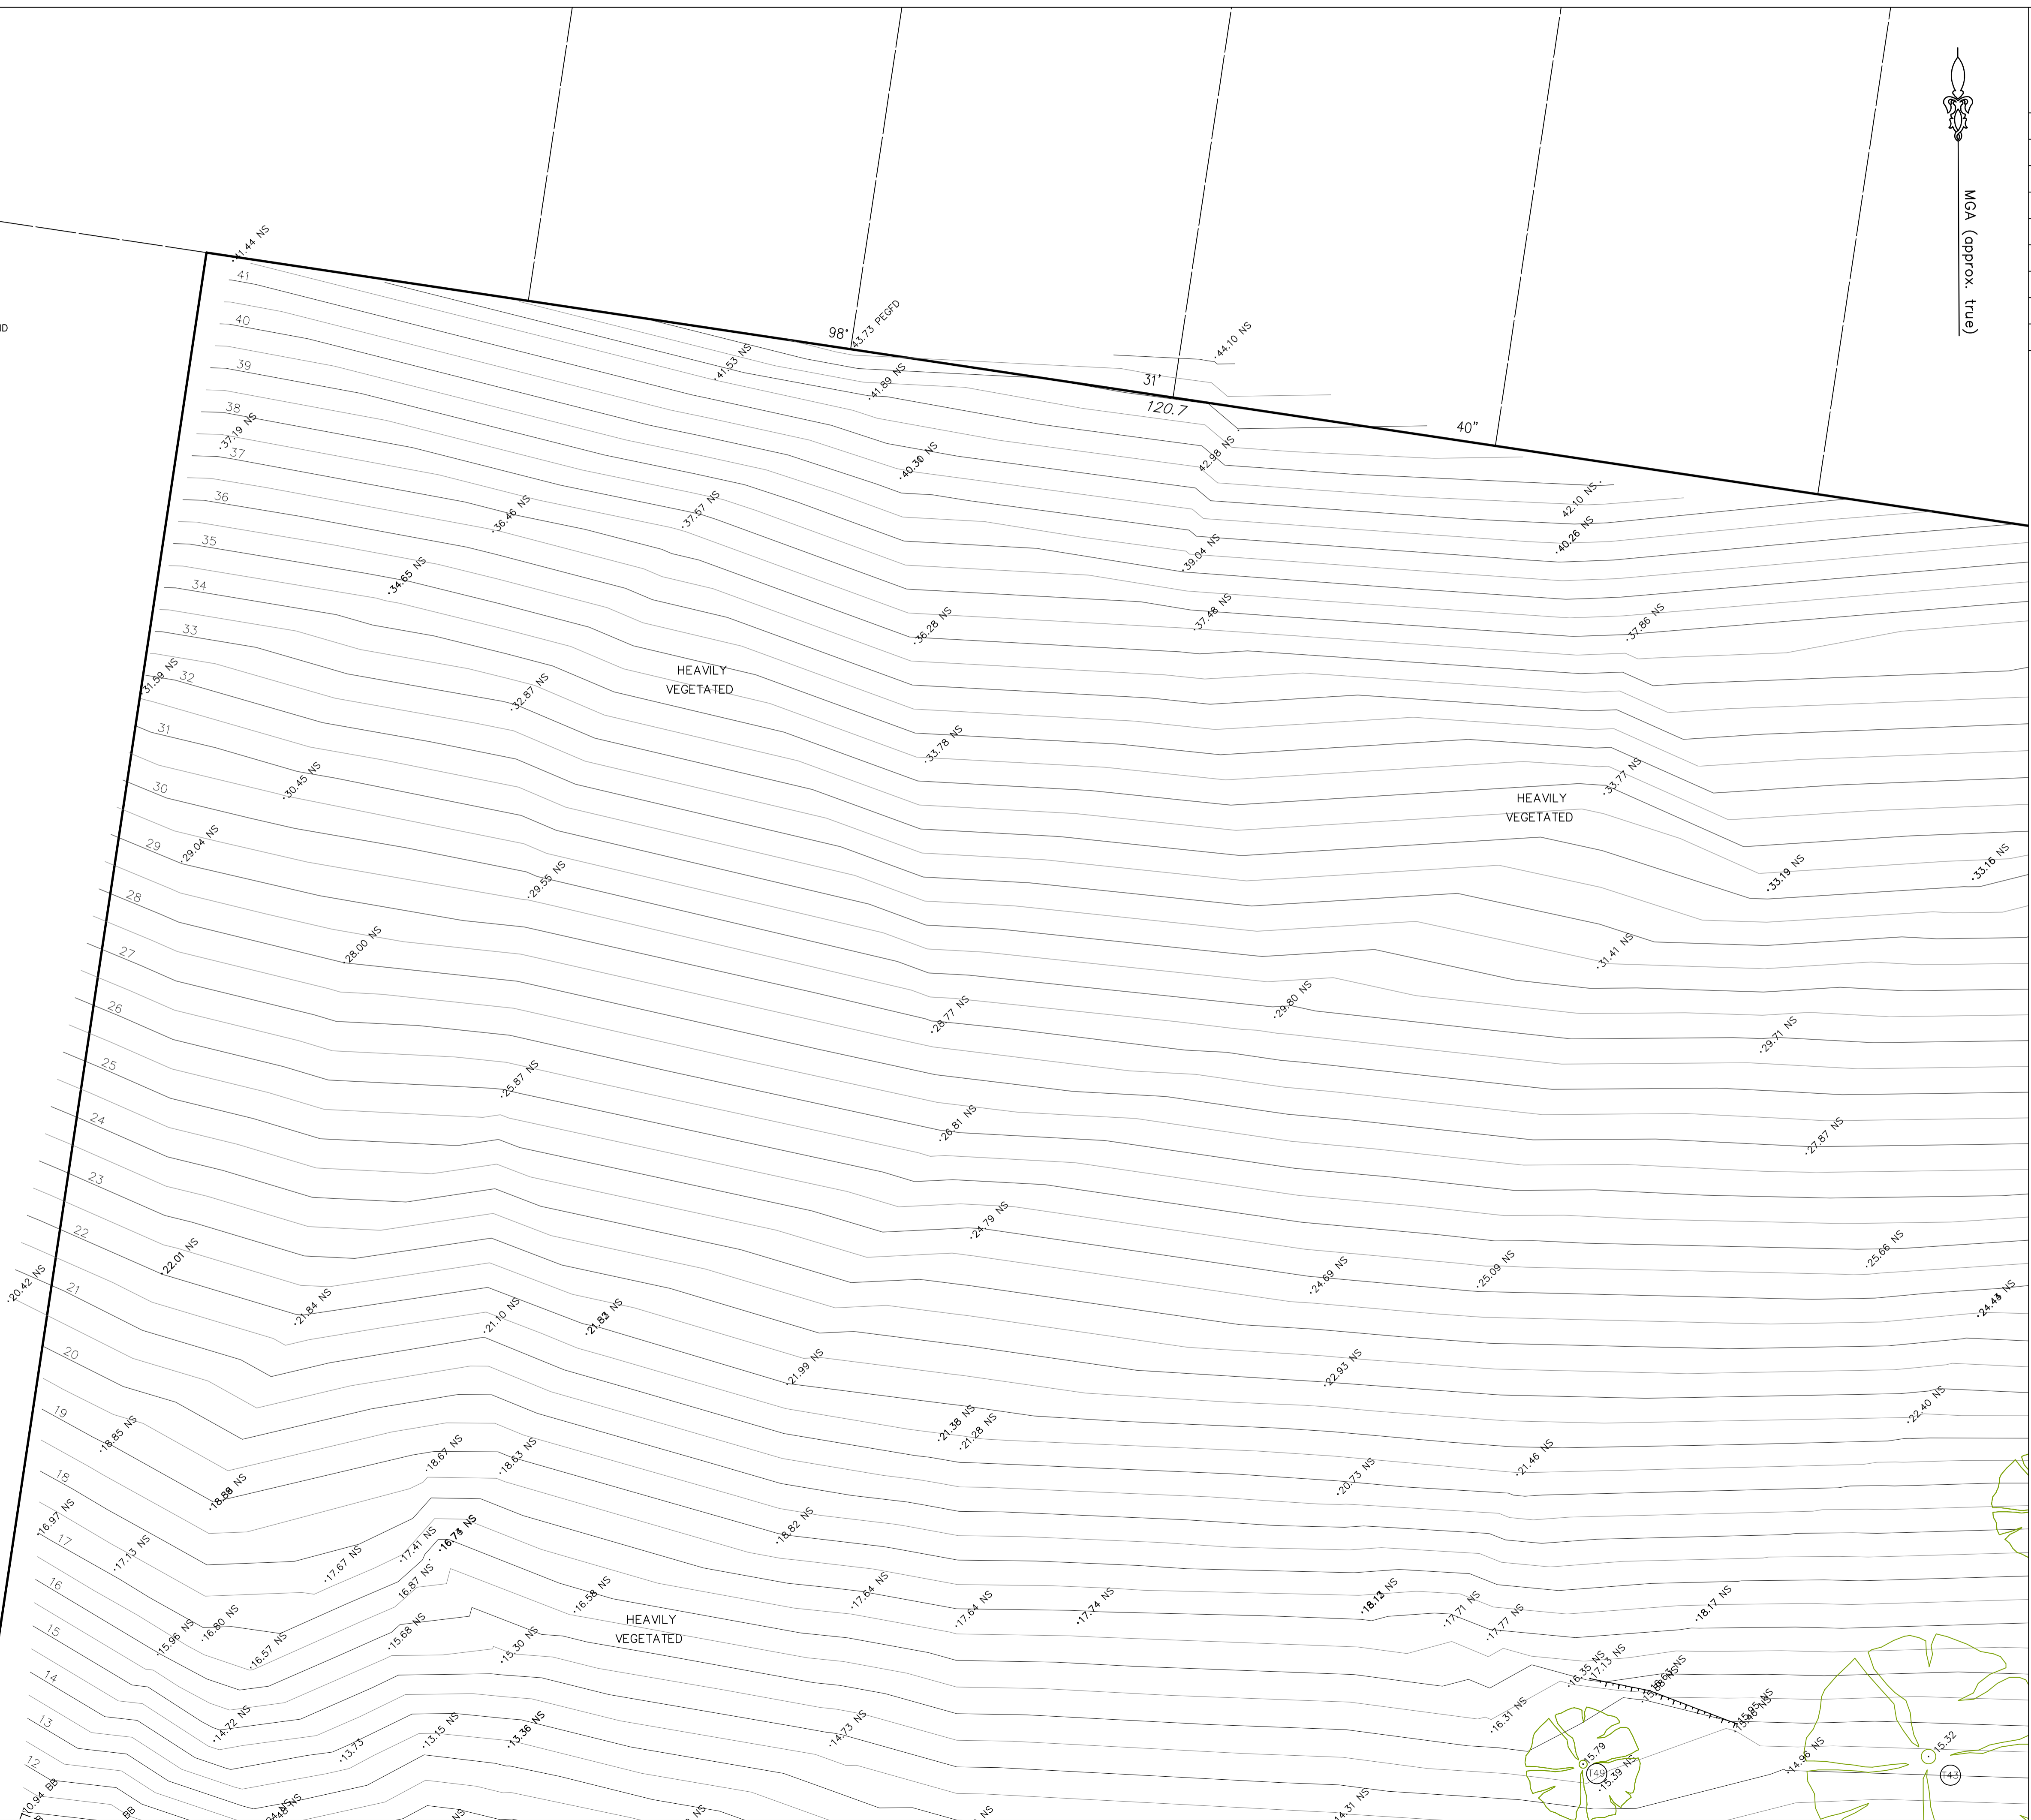 41.44 NS
MGA (approx. true)
41
40
39
38
37.19 NS
37
36
35
34
33
32
31.59 NS
31
30
29
28
27
26
25
24
23
22
21
20
19
18
17
16
15
14
13
12
98°
43.73 PEGFD
44.10 NS
31'
120.7
40"
41.53 NS
41.89 NS
42.98 NS
42.10 NS
40.26 NS
36.46 NS
37.57 NS
39.04 NS
34.65 NS
36.28 NS
37.48 NS
37.86 NS
HEAVILY
VEGETATED
32.87 NS
33.78 NS
33.77 NS
HEAVILY
VEGETATED
30.45 NS
29.04 NS
29.55 NS
33.19 NS
33.16 NS
28.00 NS
31.41 NS
28.77 NS
29.80 NS
29.71 NS
25.87 NS
26.81 NS
27.87 NS
24.79 NS
22.01 NS
24.69 NS
25.09 NS
25.66 NS
20.42 NS
21.84 NS
21.10 NS
21.99 NS
22.93 NS
22.40 NS
18.85 NS
18.67 NS
18.63 NS
21.38 NS
21.28 NS
20.73 NS
21.46 NS
16.97 NS
17.13 NS
17.67 NS
17.41 NS
16.87 NS
18.82 NS
16.58 NS
17.64 NS
17.64 NS
17.74 NS
17.71 NS
17.77 NS
18.17 NS
15.96 NS
16.80 NS
16.57 NS
15.68 NS
15.30 NS
HEAVILY
VEGETATED
16.35 NS
17.13 NS
14.72 NS
13.73
13.15 NS
13.36 NS
14.73 NS
16.31 NS
15.79
T49
15.39 NS
14.96 NS
15.32
T43
10.94 BB
BB
14.31 NS